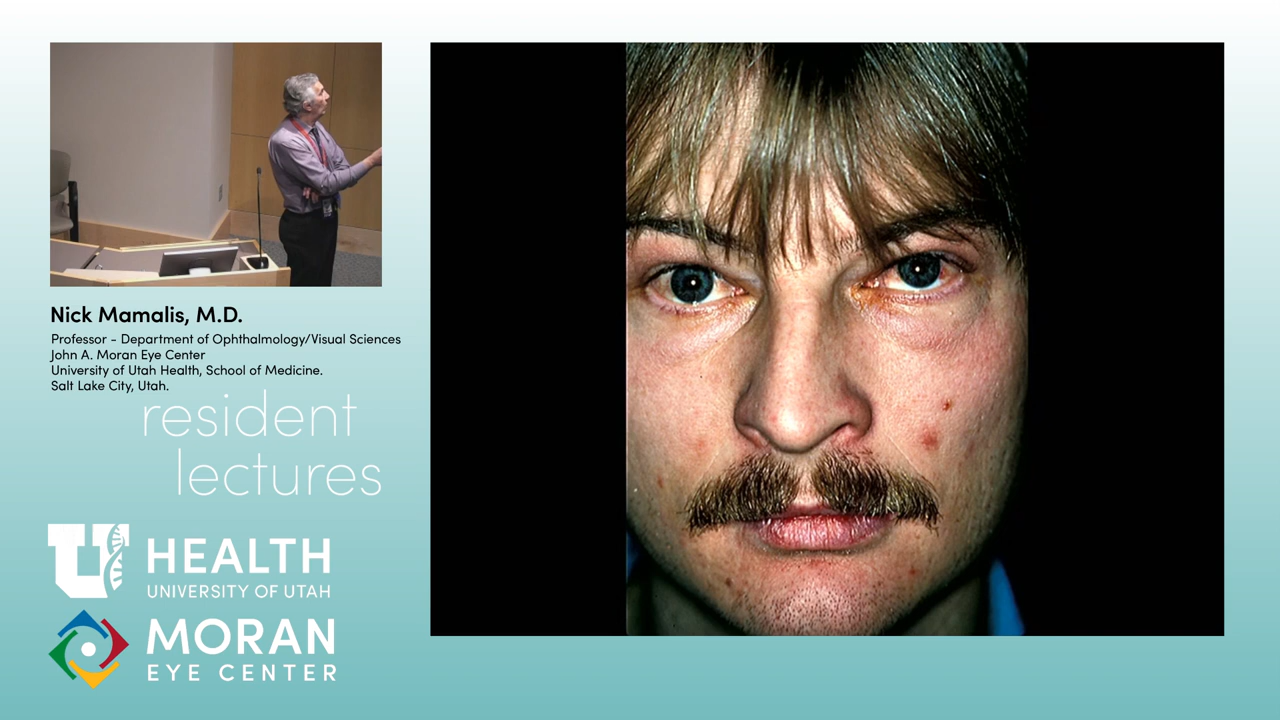 Nick Mamalis, M.D.
Professor - Department of Ophthalmology/Visual Sciences
John A. Moran Eye Center
University of Utah Health, School of Medicine.
Salt Lake City, Utah.
resident
lectures
U HEALTH
UNIVERSITY OF UTAH
MORAN
EYE CENTER